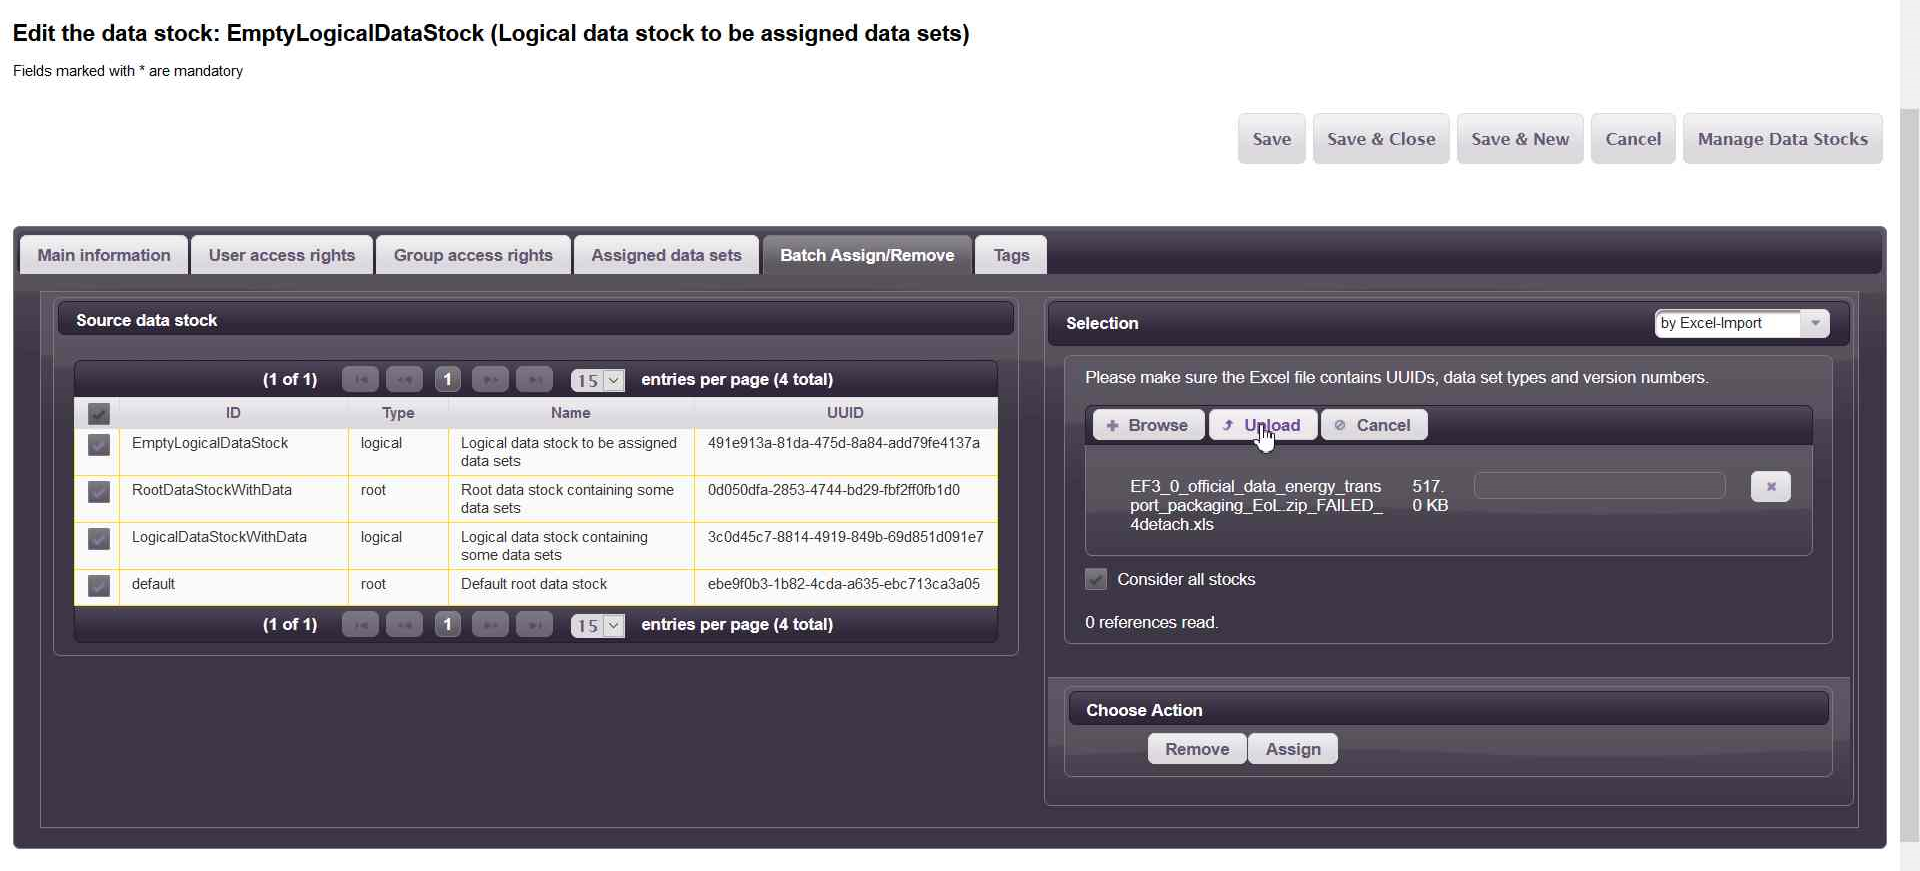 Edit the data stock: EmptyLogicalDataStock (Logical data stock to be assigned data sets)
Fields marked with * are mandatory
Save
Save & Close
Save & New
Cancel
Manage Data Stocks
Main information
User access rights
Group access rights
Assigned data sets
Batch Assign/Remove
Tags
Source data stock
(1 of 1)
1
15
entries per page (4 total)
ID
Type
Name
UUID
EmptyLogicalDataStock
logical
Logical data stock to be assigned
data sets
491e913a-81da-475d-8a84-add79fe4137a
RootDataStockWithData
root
Root data stock containing some
data sets
0d050dfa-2853-4744-bd29-fbf2ff0fb1d0
LogicalDataStockWithData
logical
Logical data stock containing
some data sets
3c0d45c7-8814-4919-849b-69d851d091e7
default
root
Default root data stock
ebe9f0b3-1b82-4cda-a635-ebc713ca3a05
(1 of 1)
1
15
entries per page (4 total)
Selection
by Excel-Import
Please make sure the Excel file contains UUIDs, data set types and version numbers.
Browse
Upload
Cancel
EF3_0_official_data_energy_trans
port_packaging_EoL.zip_FAILED_
4detach.xls
517.
0 KB
Consider all stocks
0 references read.
Choose Action
Remove
Assign